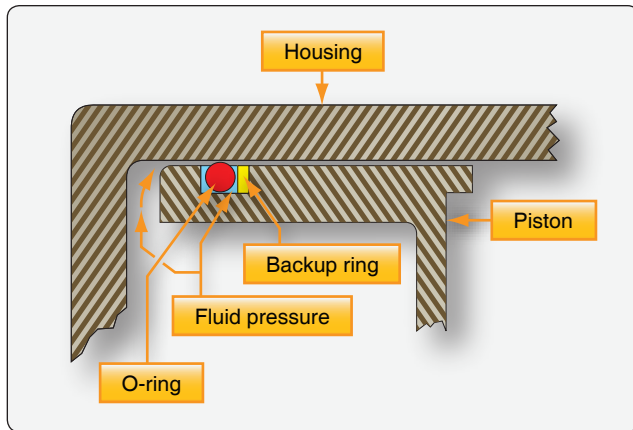 Housing
Piston
Backup ring
Fluid pressure
O-ring